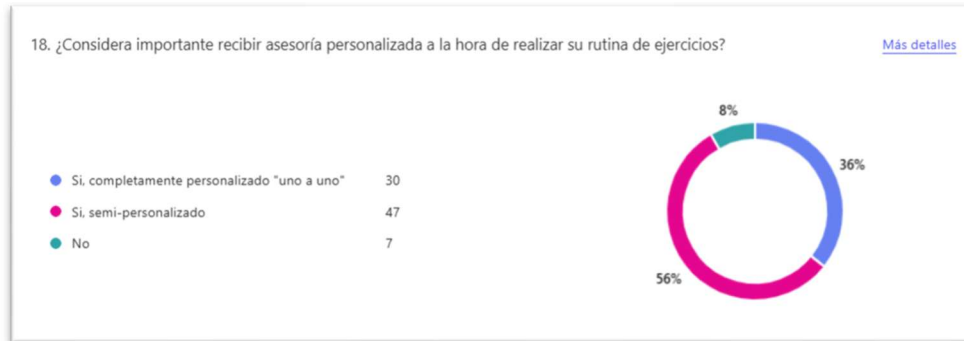 18. ¿Considera importante recibir asesoría personalizada a la hora de realizar su rutina de ejercicios?
Más detalles
8%
36%
Si, completamente personalizado "uno a uno" 30
Si, semi-personalizado 47
No 7
56%